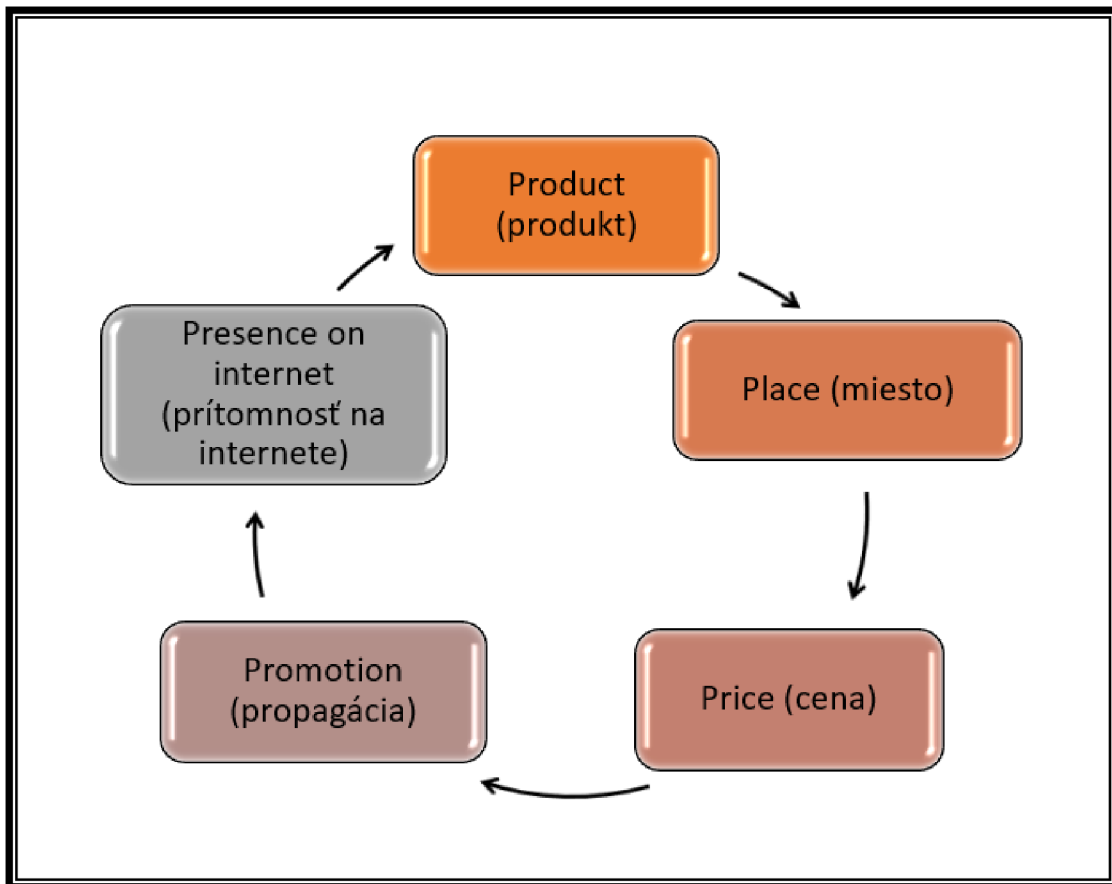 Product
(produkt)
Place (miesto)
Price (cena)
Promotion
(propagácia)
Presence on
internet
(prítomnosť na
internete)